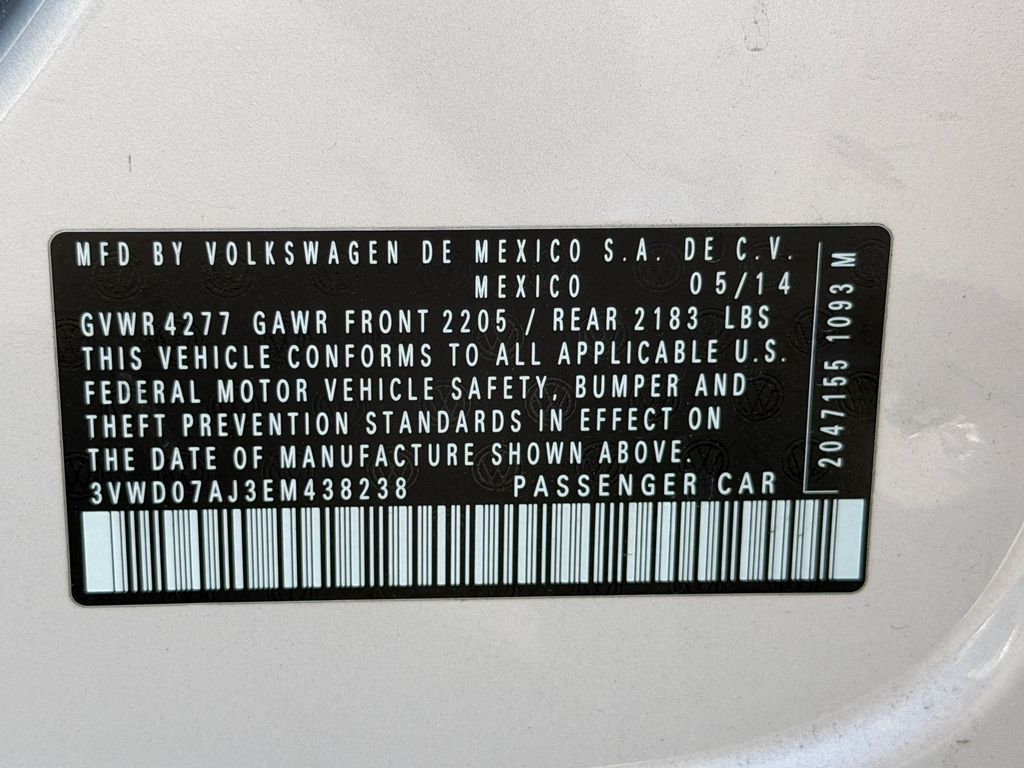 MFD BY VOLKSWAGEN DE MEXICO S.A. DE C.V.
MEXICO 05/14
GVWR 4277 GAWR FRONT 2205 / REAR 2183 LBS
THIS VEHICLE CONFORMS TO ALL APPLICABLE U.S.
FEDERAL MOTOR VEHICLE SAFETY, BUMPER AND
THEFT PREVENTION STANDARDS IN EFFECT ON
THE DATE OF MANUFACTURE SHOWN ABOVE.
3VWD07AJ3EM438238 PASSENGER CAR
2047155 1093 M